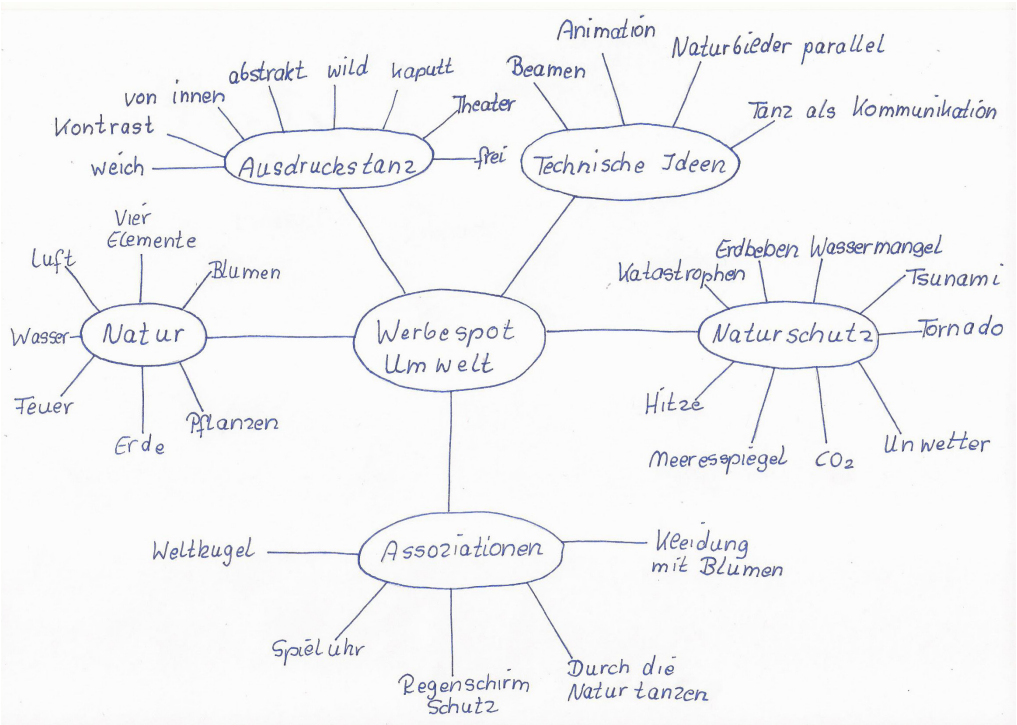 Animation
Naturbieder parallel
Beamen
abstrakt
wild
kaputt
von innen
Theater
Kontrast
Tanz als Kommunikation
weich
Ausdruckstanz
frei
Technische Ideen
Vier
Elemente
Luft
Blumen
Erdbeben
Wassermangel
Katastrophen
Tsunami
Wasser
Natur
Werbespot
Umwelt
Naturschutz
Tornado
Feuer
Erde
Pflanzen
Hitze
Meeresspiegel
CO2
Unwetter
Weltkugel
Assoziationen
Kleidung
mit Blumen
Spieluhr
Regenschirm
Schutz
Durch die
Natur tanzen